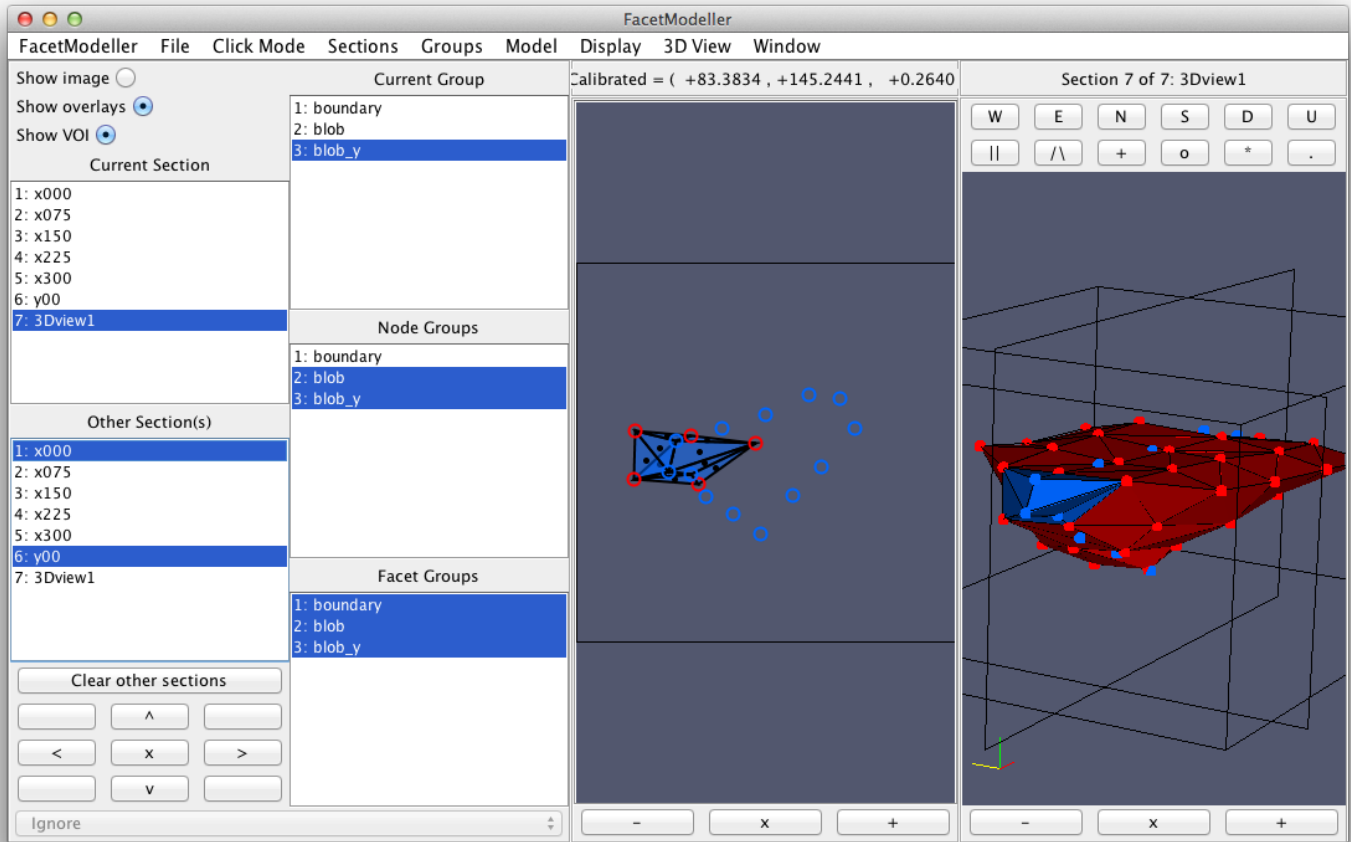 FacetModeller
FacetModeller File Click Mode Sections Groups Model Display 3D View Window
Show image
Show overlays
Show VOI
Current Section
1: x000
2: x075
3: x150
4: x225
5: x300
6: y00
7: 3Dview1
Other Section(s)
1: x000
2: x075
3: x150
4: x225
5: x300
6: y00
7: 3Dview1
Clear other sections
^
< x >
v
Ignore
Current Group
1: boundary
2: blob
3: blob_y
Node Groups
1: boundary
2: blob
3: blob_y
Facet Groups
1: boundary
2: blob
3: blob_y
Calibrated = ( +83.3834 , +145.2441 , +0.2640
- x +
Section 7 of 7: 3Dview1
W E N S D U
|| /\ + o * .
- x +